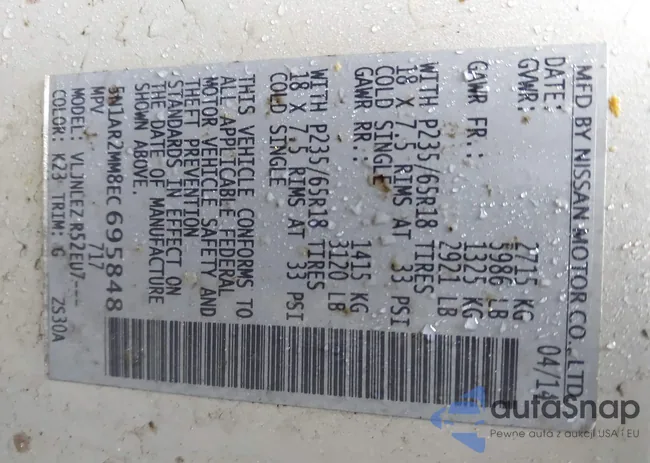 MFD BY NISSAN MOTOR CO., LTD.
DATE: 04/14
GVWR: 2715 KG
5986 LB
GAWR FR.: 1325 KG
2921 LB
WITH P235/65R18 TIRES
18 X 7.5 RIMS AT 33 PSI
COLD SINGLE
GAWR RR.: 1415 KG
3120 LB
WITH P235/65R18 TIRES
18 X 7.5 RIMS AT 33 PSI
COLD SINGLE
THIS VEHICLE CONFORMS TO
ALL APPLICABLE FEDERAL
MOTOR VEHICLE SAFETY AND
THEFT PREVENTION
STANDARDS IN EFFECT ON
THE DATE OF MANUFACTURE
SHOWN ABOVE.
5N1AR2MM8EC695848
MPV 717
MODEL: VLJNLEZ R52EU7---
COLOR: K23 TRIM: G 2S30A
autaSnap
Pewne auta z aukcji USA i EU